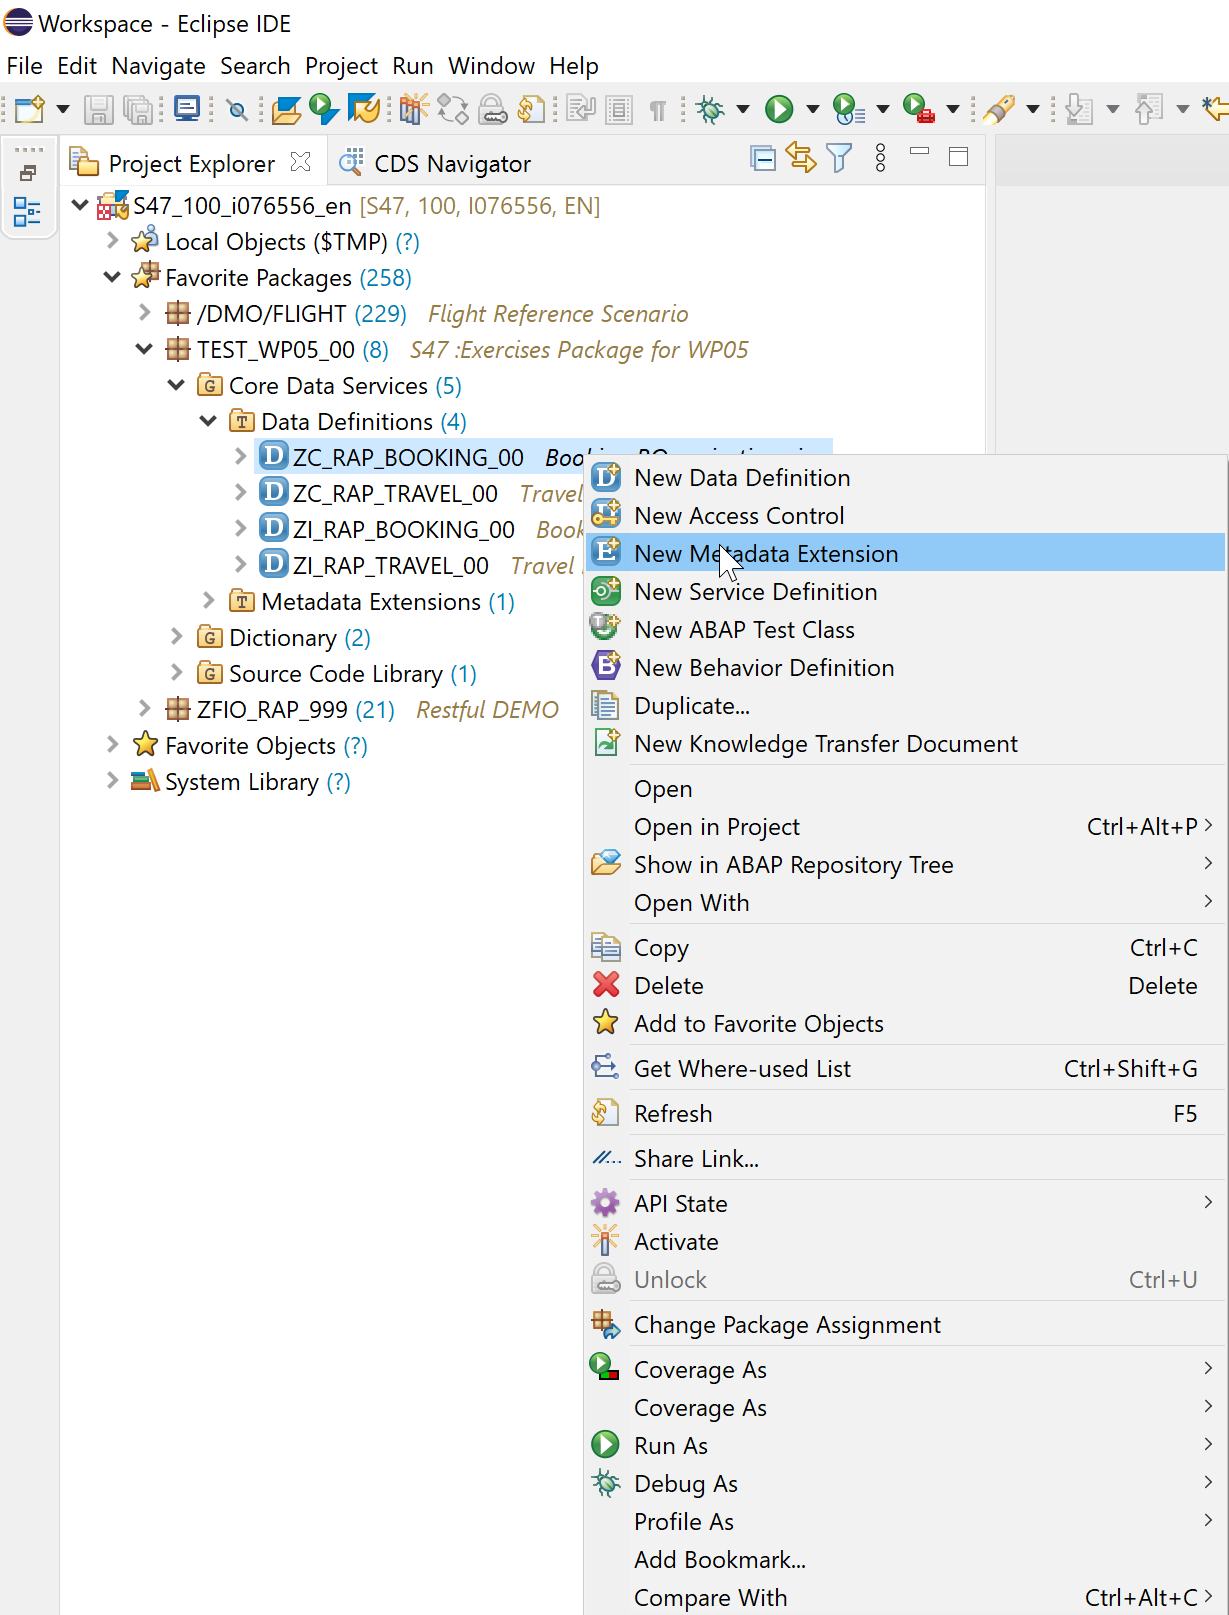 Workspace - Eclipse IDE
File Edit Navigate Search Project Run Window Help
Project Explorer CDS Navigator
S47_100_i076556_en [S47, 100, I076556, EN]
Local Objects ($TMP) (?)
Favorite Packages (258)
/DMO/FLIGHT (229) Flight Reference Scenario
TEST_WP05_00 (8) S47 :Exercises Package for WP05
Core Data Services (5)
Data Definitions (4)
ZC_RAP_BOOKING_00
ZC_RAP_TRAVEL_00 Travel
ZI_RAP_BOOKING_00 Book
ZI_RAP_TRAVEL_00 Travel
Metadata Extensions (1)
Dictionary (2)
Source Code Library (1)
ZFIO_RAP_999 (21) Restful DEMO
Favorite Objects (?)
System Library (?)
New Data Definition
New Access Control
New Metadata Extension
New Service Definition
New ABAP Test Class
New Behavior Definition
Duplicate...
New Knowledge Transfer Document
Open
Open in Project Ctrl+Alt+P
Show in ABAP Repository Tree
Open With
Copy Ctrl+C
Delete Delete
Add to Favorite Objects
Get Where-used List Ctrl+Shift+G
Refresh F5
Share Link...
API State
Activate
Unlock Ctrl+U
Change Package Assignment
Coverage As
Coverage As
Run As
Debug As
Profile As
Add Bookmark...
Compare With Ctrl+Alt+C